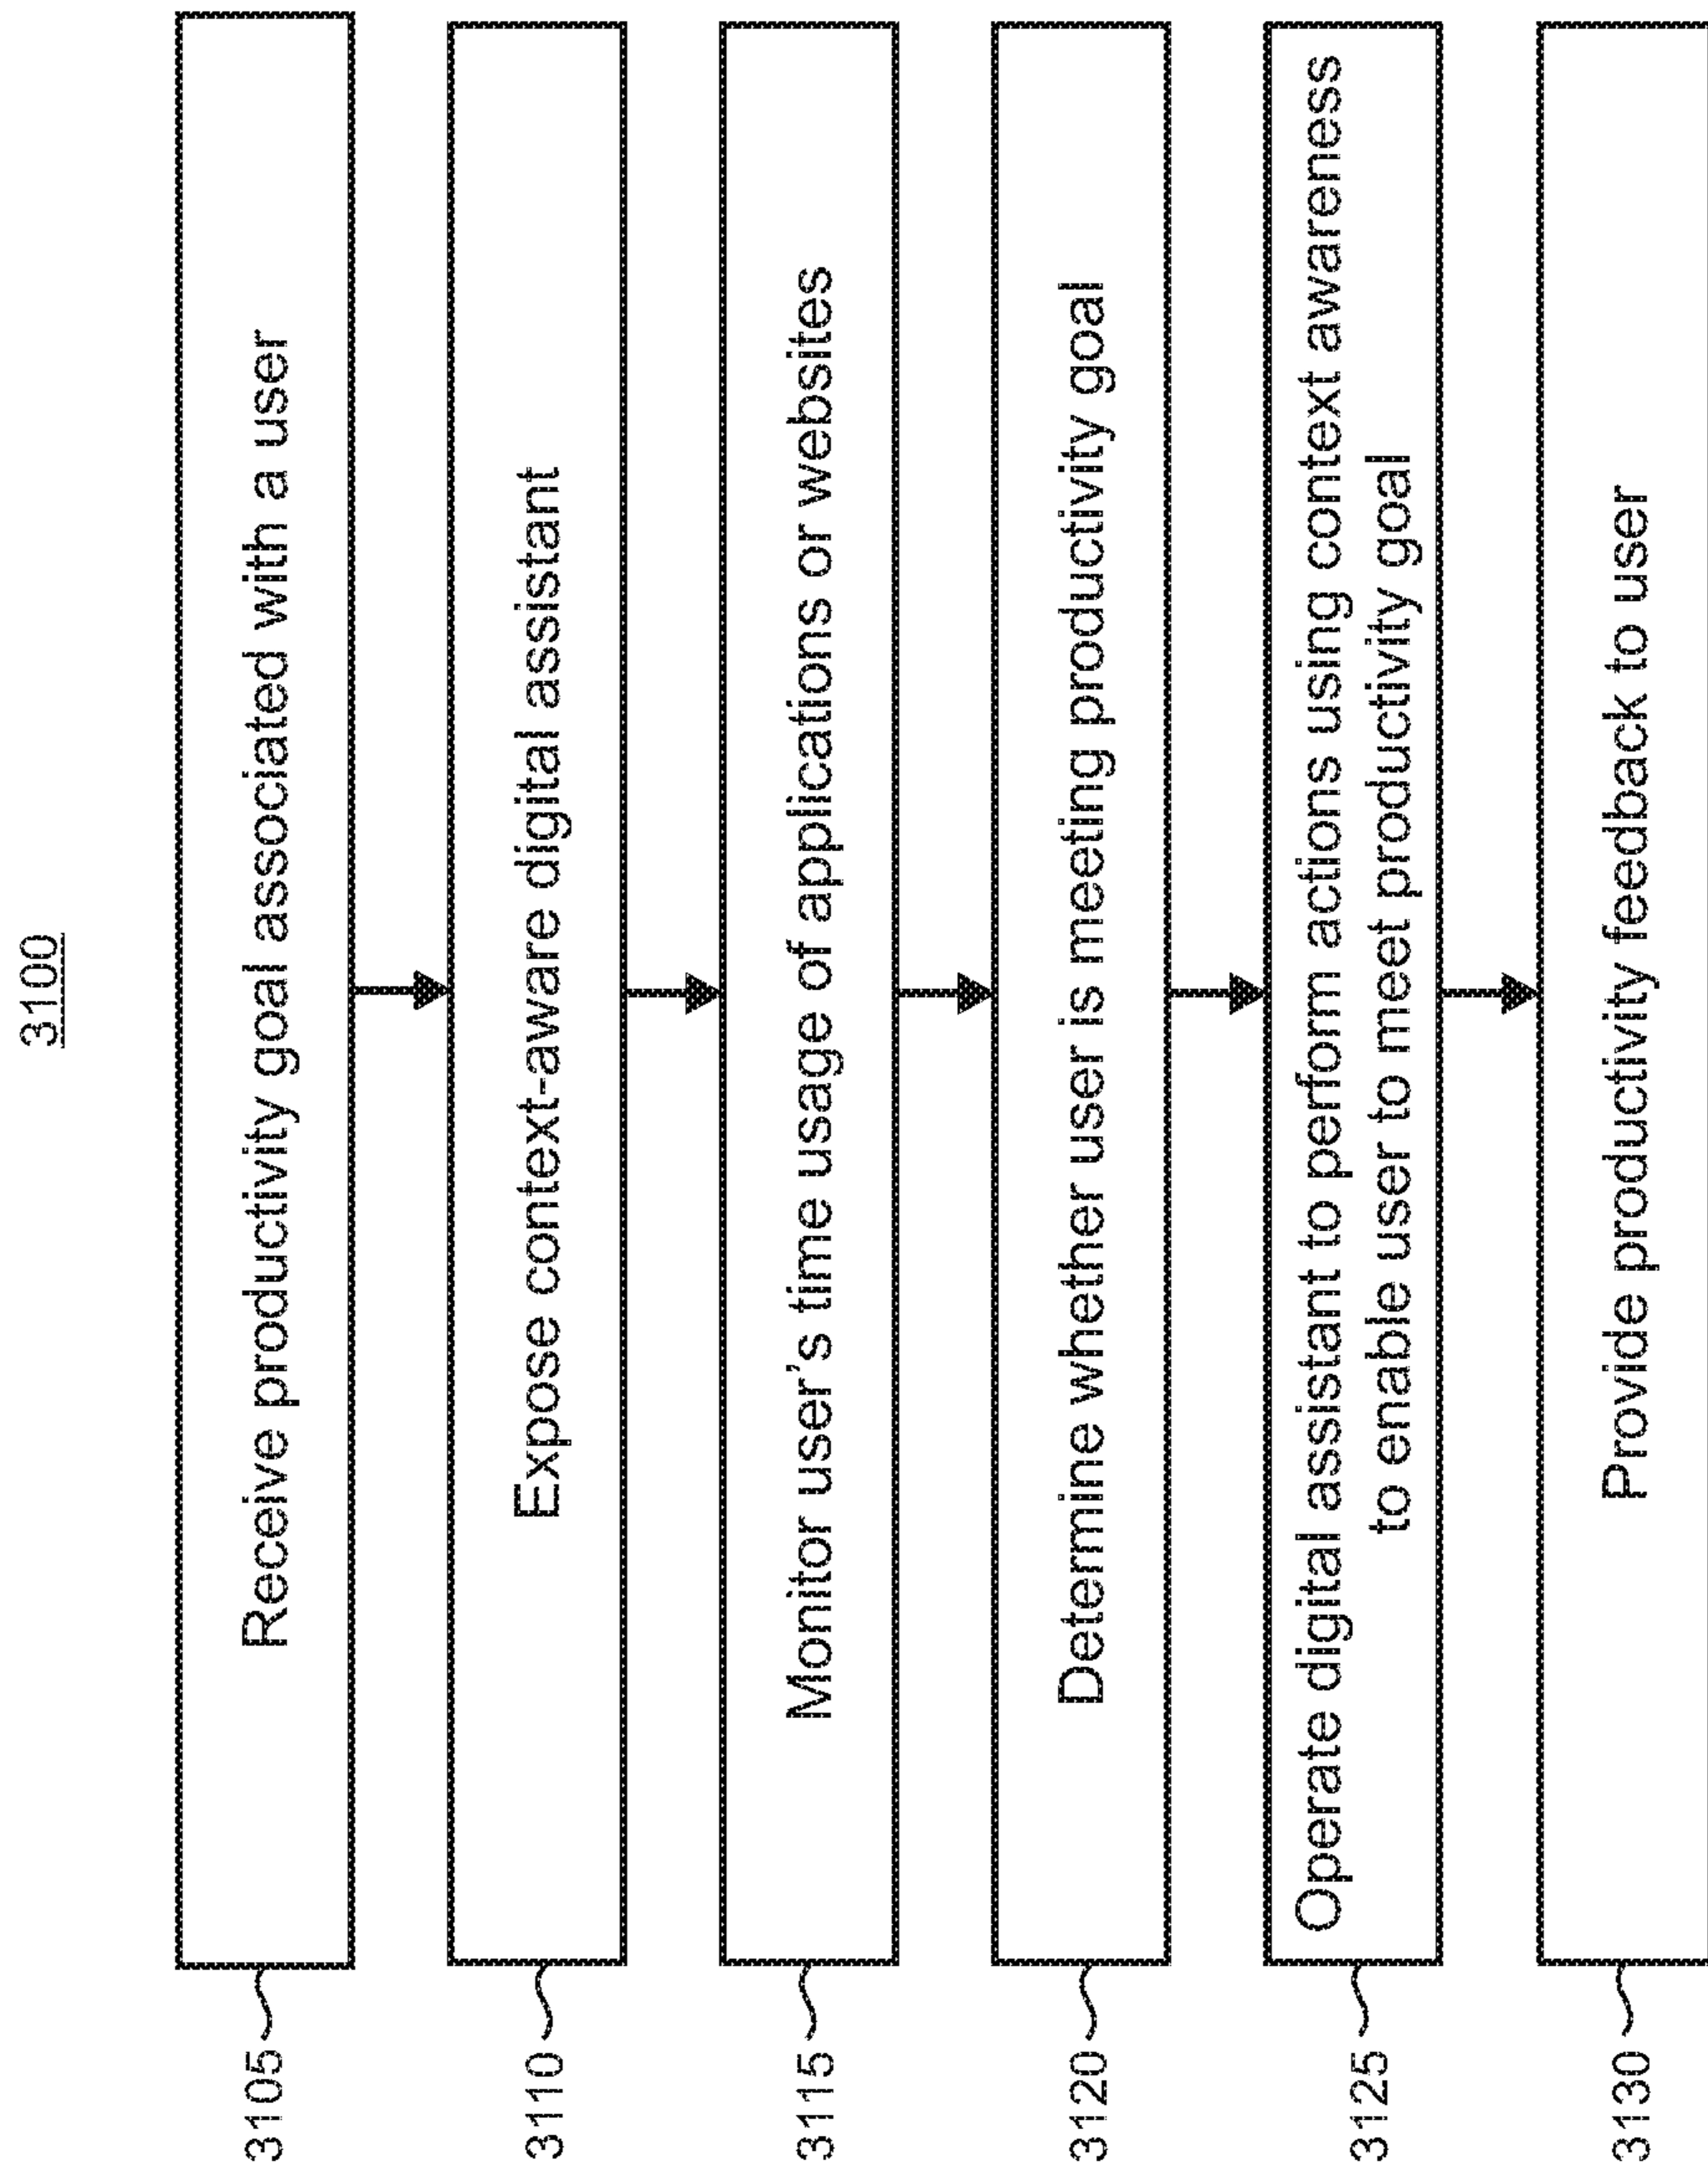 3100
3105
Receive productivity goal associated with a user
3110
Expose context-aware digital assistant
3115
Monitor user's time usage of applications or websites
3120
Determine whether user is meeting productivity goal
3125
Operate digital assistant to perform actions using context awareness
to enable user to meet productivity goal
3130
Provide productivity feedback to user